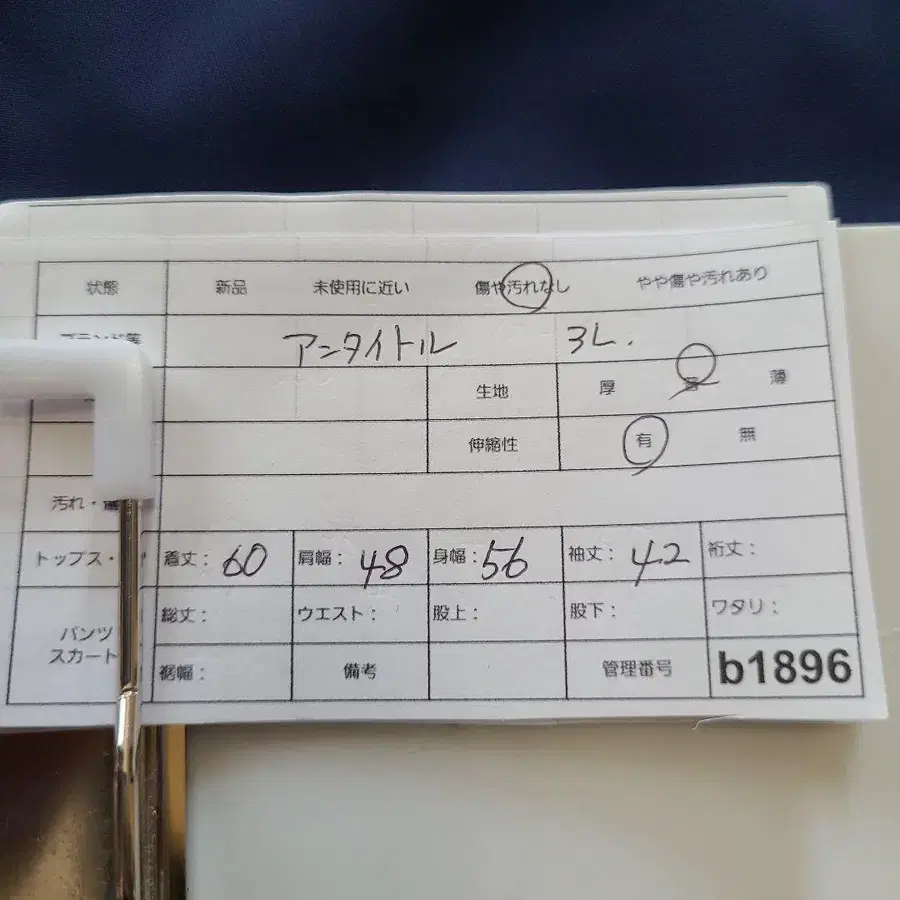 状態 新品 未使用に近い 傷や汚れなし やや傷や汚れあり
アンタイトル 3L.
生地 厚 薄
伸縮性 有 無
汚れ・傷
トップス・ 着丈: 60 肩幅: 48 身幅: 56 袖丈: 42 裄丈:
パンツ 総丈: ウエスト: 股上: 股下: ワタリ:
スカート
裾幅: 備考 管理番号 b1896